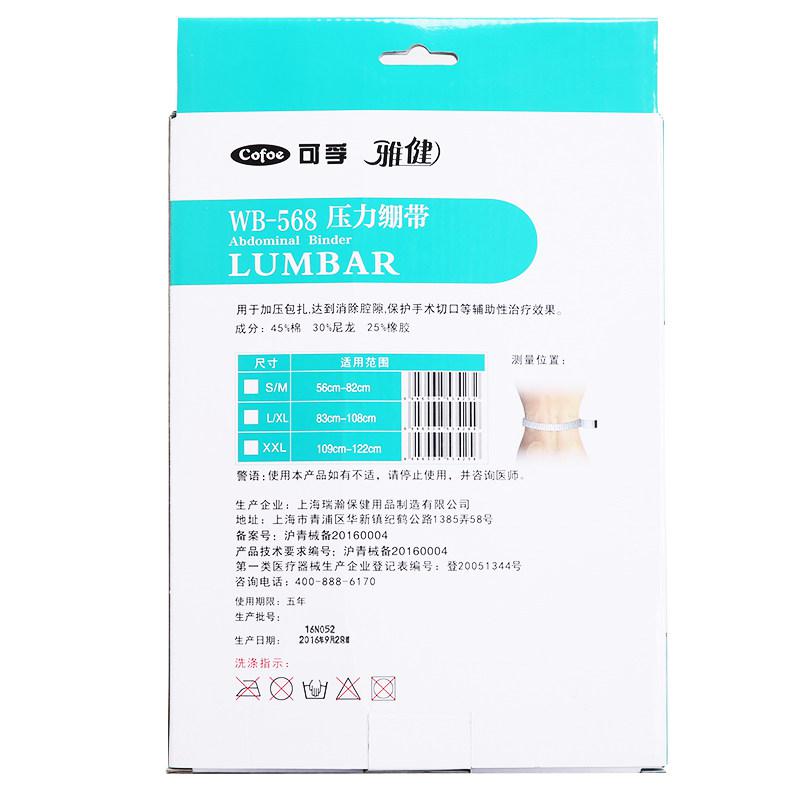 Cofoe 可孚 雅健
WB-568 压力绷带
Abdominal Binder
LUMBAR
用于加压包扎,达到消除腔隙,保护手术切口等辅助性治疗效果。
成分: 45%棉 30%尼龙 25%橡胶
尺寸 适用范围 测量位置:
S/M 56cm-82cm
L/XL 83cm-108cm
XXL 109cm-122cm
警语:使用本产品如有不适,请停止使用,并咨询医师。
生产企业: 上海瑞瀚保健用品制造有限公司
地址: 上海市青浦区华新镇纪鹤公路1385弄58号
备案号: 沪青械备20160004
产品技术要求编号: 沪青械备20160004
第一类医疗器械生产企业登记表编号: 登20051344号
咨询电话: 400-888-6170
使用期限: 五年
生产批号:
16N052
生产日期: 2016年9月28日
洗涤指示: